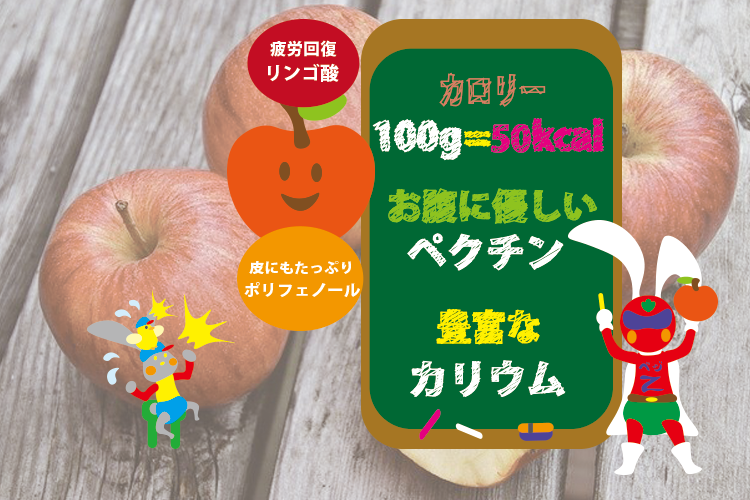 疲労回復
リンゴ酸
カロリー
100g=50kcal
お腹に優しい
ペクチン
皮にもたっぷり
ポリフェノール
豊富な
カリウム
ベジ